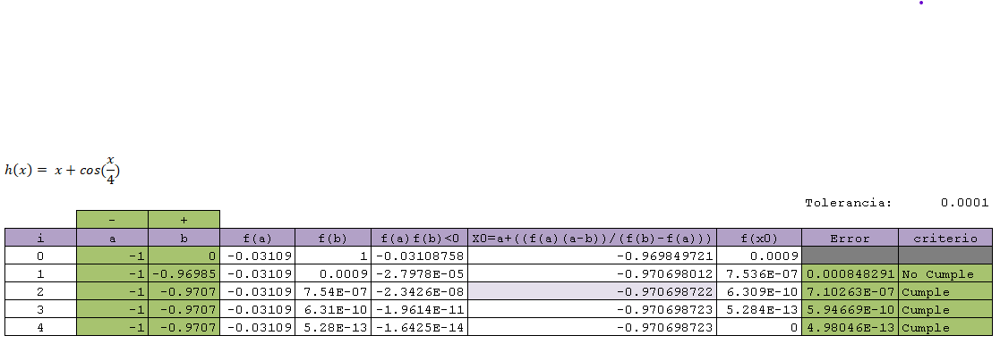 h(x) = x + cos(x/4)
Tolerancia: 0.0001
- +
i a b f(a) f(b) f(a)f(b)<0 X0=a+((f(a)(a-b))/(f(b)-f(a))) f(x0) Error criterio
0 -1 0 -0.03109 1 -0.03108758 -0.969849721 0.0009
1 -1 -0.96985 -0.03109 0.0009 -2.7978E-05 -0.970698012 7.536E-07 0.000848291 No Cumple
2 -1 -0.9707 -0.03109 7.54E-07 -2.3426E-08 -0.970698722 6.309E-10 7.10263E-07 Cumple
3 -1 -0.9707 -0.03109 6.31E-10 -1.9614E-11 -0.970698723 5.284E-13 5.94669E-10 Cumple
4 -1 -0.9707 -0.03109 5.28E-13 -1.6425E-14 -0.970698723 0 4.98046E-13 Cumple